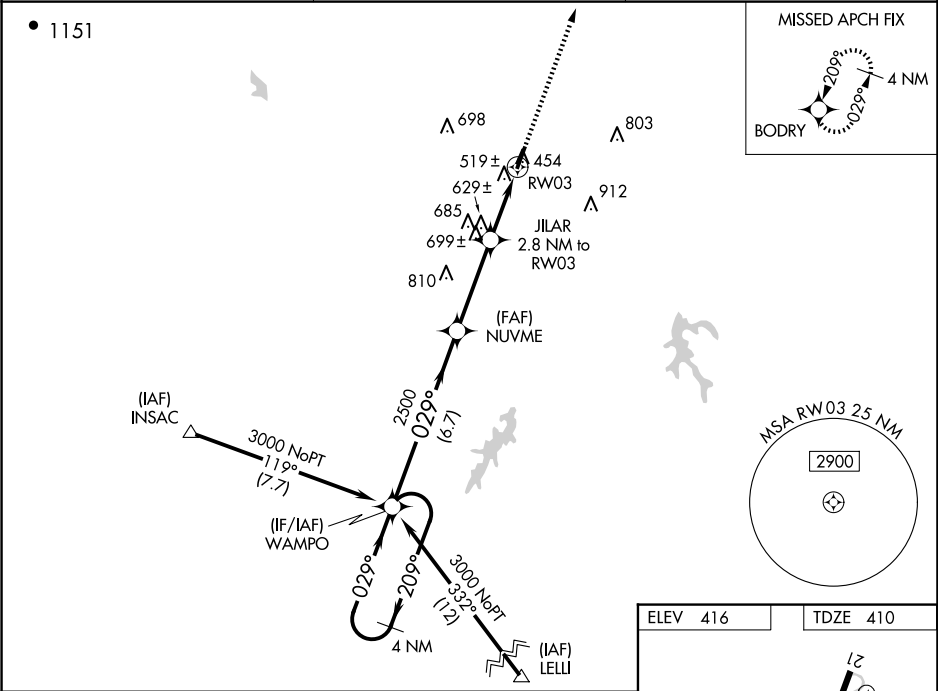 1151
MISSED APCH FIX
209°
029°
4 NM
BODRY
698
803
519±
454
RW03
629±
912
685
JILAR
2.8 NM to
RW03
699±
810
(FAF)
NUVME
2500
029°
(6.7)
(IAF)
INSAC
3000 NoPT
119°
(7.7)
MSA RW03 25 NM
2900
(IF/IAF)
WAMPO
029°
209°
4 NM
3000 NoPT
332°
(12)
(IAF)
LELLI
ELEV 416
TDZE 410
21